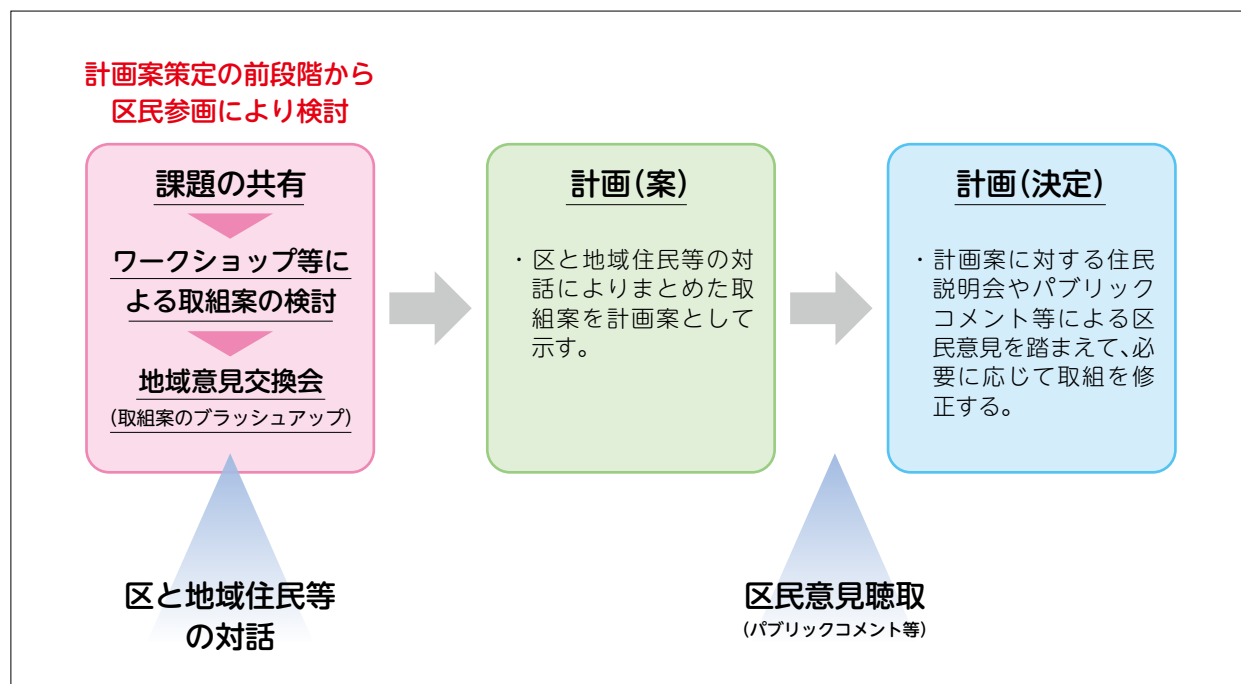 計画案策定の前段階から
区民参画により検討
課題の共有
ワークショップ等に
よる取組案の検討
地域意見交換会
(取組案のブラッシュアップ)
計画(案)
・区と地域住民等の対
話によりまとめた取
組案を計画案として
示す。
計画(決定)
・計画案に対する住民
説明会やパブリック
コメント等による区
民意見を踏まえて、必
要に応じて取組を修
正する。
区と地域住民等
の対話
区民意見聴取
(パブリックコメント等)